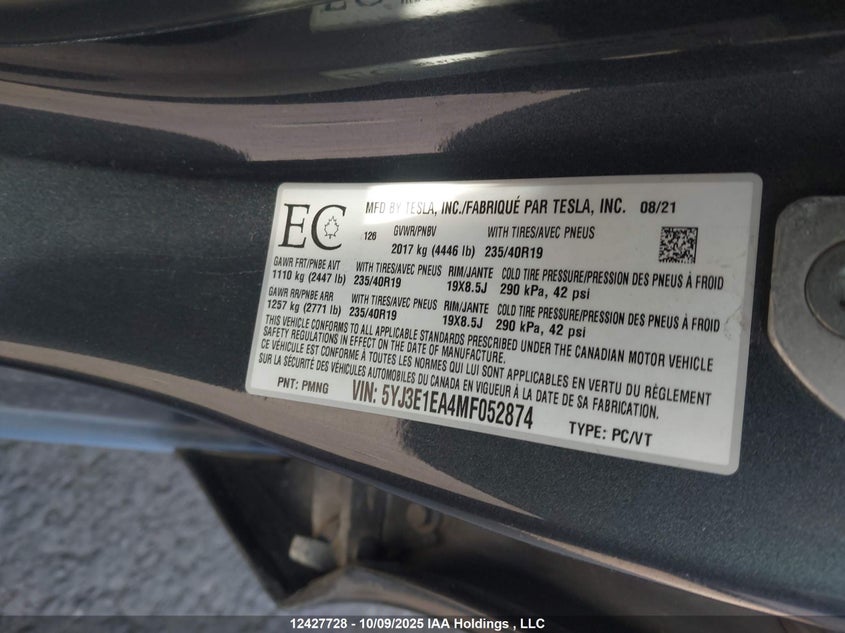 EC
MFD BY TESLA, INC./FABRIQUÉ PAR TESLA, INC. 08/21
126 GVWR/PNBV WITH TIRES/AVEC PNEUS
2017 kg (4446 lb) 235/40R19
GAWR FRT/PNBE AVT WITH TIRES/AVEC PNEUS RIM/JANTE COLD TIRE PRESSURE/PRESSION DES PNEUS À FROID
1110 kg (2447 lb) 235/40R19 19X8.5J 290 kPa, 42 psi
GAWR RR/PNBE ARR WITH TIRES/AVEC PNEUS RIM/JANTE COLD TIRE PRESSURE/PRESSION DES PNEUS À FROID
1257 kg (2771 lb) 235/40R19 19X8.5J 290 kPa, 42 psi
THIS VEHICLE CONFORMS TO ALL APPLICABLE STANDARDS PRESCRIBED UNDER THE CANADIAN MOTOR VEHICLE
SAFETY REGULATIONS IN EFFECT ON THE DATE OF MANUFACTURE.
CE VÉHICULE EST CONFORME À TOUTES LES NORMES QUI LUI SONT APPLICABLES EN VERTU DU RÈGLEMENT
SUR LA SÉCURITÉ DES VÉHICULES AUTOMOBILES DU CANADA EN VIGUEUR À LA DATE DE SA FABRICATION.
PNT: PMNG VIN: 5YJ3E1EA4MF052874 TYPE: PC/VT
12427728 - 10/09/2025 IAA Holdings , LLC